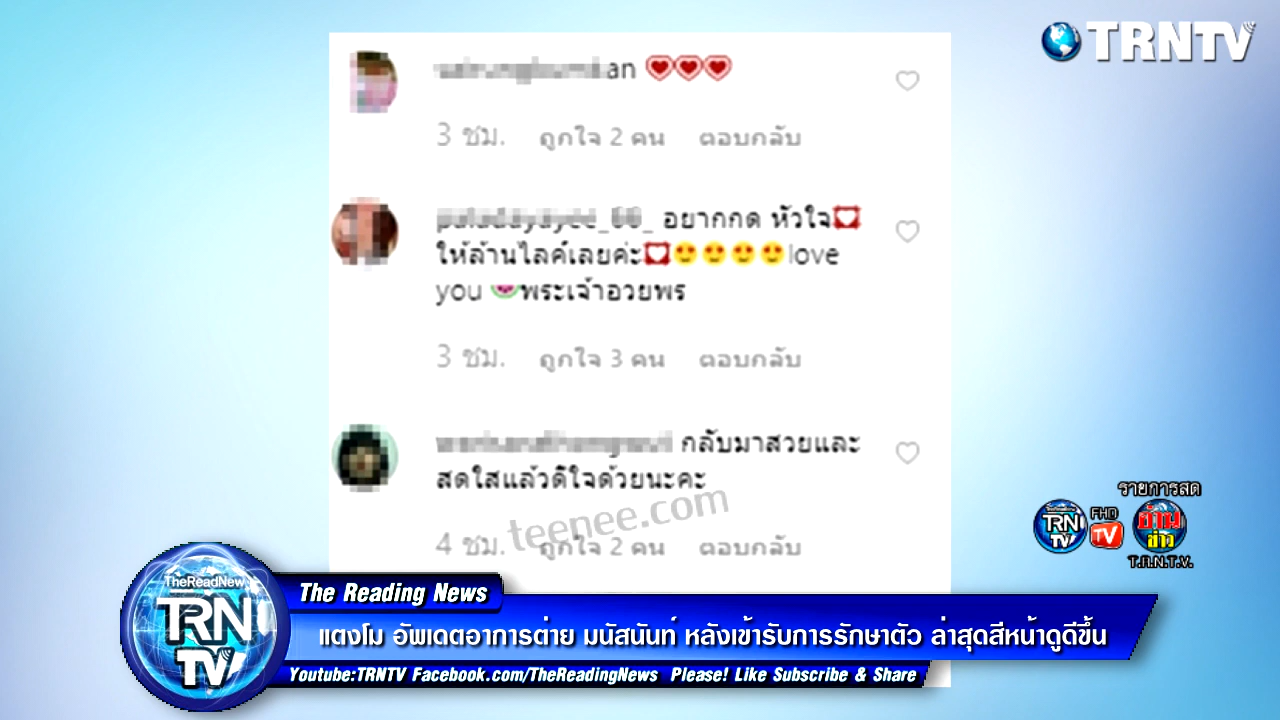 TRNTV
an
3 ชม. ถูกใจ 2 คน ตอบกลับ
อยากกด หัวใจ
ให้ล้านไลค์เลยค่ะ love
you พระเจ้าอวยพร
3 ชม. ถูกใจ 3 คน ตอบกลับ
กลับมาสวยและ
สดใสแล้วดีใจด้วยนะคะ
teenee.com
4 ชม. ถูกใจ 2 คน ตอบกลับ
รายการสด
TRN
TV
FHD
TV
อ่าน
ข่าว
T.R.N.T.V.
TheReadNew
TRN
TV
The Reading News
แตงโม อัพเดตอาการต่าย มนัสนันท์ หลังเข้ารับการรักษาตัว ล่าสุดสีหน้าดูดีขึ้น
Youtube:TRNTV Facebook.com/TheReadingNews Please! Like Subscribe & Share